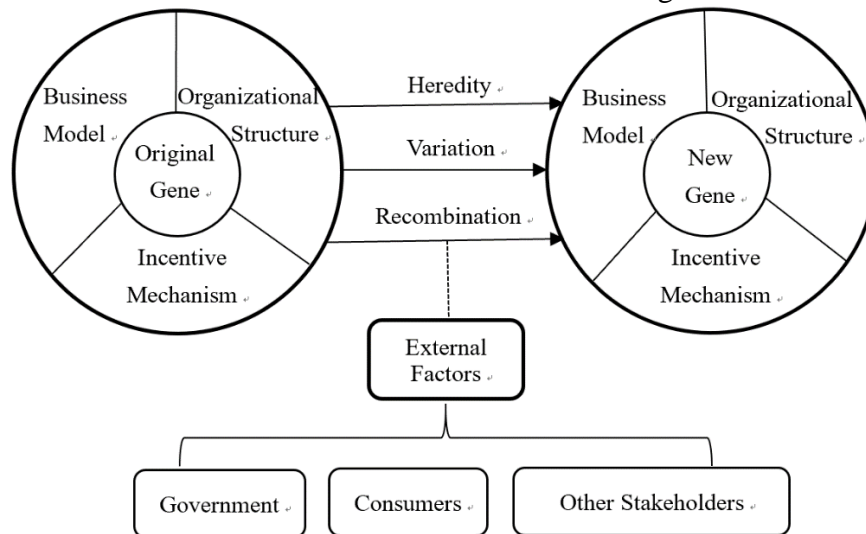 Business
Model
Organizational
Structure
Original
Gene
Incentive
Mechanism
Heredity
Variation
Recombination
Business
Model
Organizational
Structure
New
Gene
Incentive
Mechanism
External
Factors
Government
Consumers
Other Stakeholders